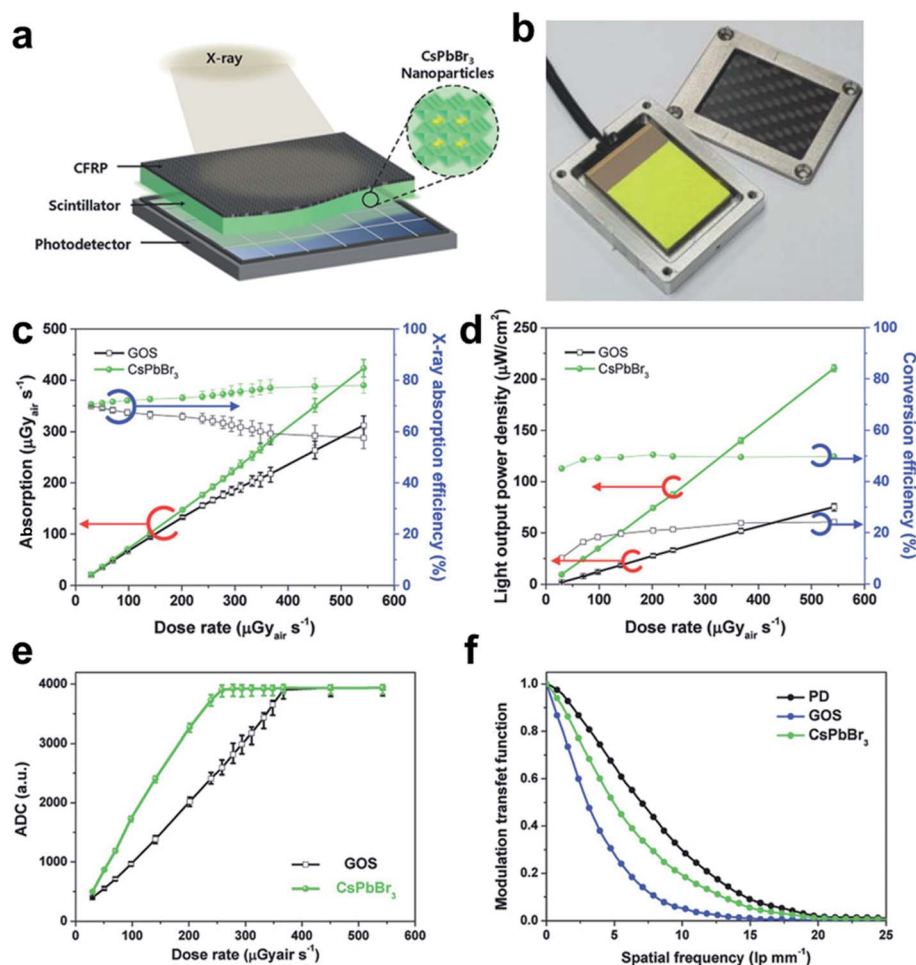 a
X-ray
CsPbBr3
Nanoparticles
CFRP
Scintillator
Photodetector
b
c
500
400
300
200
100
0
Absorption (μGyair s-1)
GOS
CsPbBr3
100
80
60
40
20
0
X-ray absorption efficiency (%)
0 100 200 300 400 500 600
Dose rate (μGyair s-1)
d
250
200
150
100
50
0
Light output power density (μW/cm2)
GOS
CsPbBr3
100
80
60
40
20
0
Conversion efficiency (%)
0 100 200 300 400 500 600
Dose rate (μGyair s-1)
e
4000
3000
2000
1000
0
ADC (a.u.)
GOS
CsPbBr3
0 100 200 300 400 500 600
Dose rate (μGyair s-1)
f
1.0
0.8
0.6
0.4
0.2
0.0
Modulation transfet function
PD
GOS
CsPbBr3
0 5 10 15 20 25
Spatial frequency (lp mm-1)